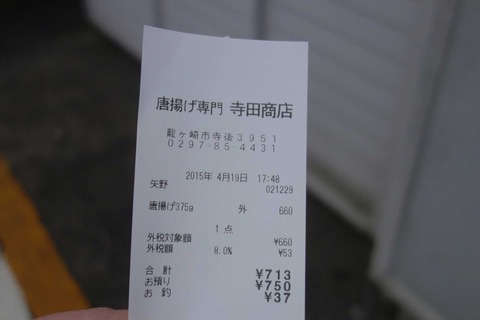 唐揚げ専門 寺田商店
龍ヶ崎市寺後3951
0297-85-4431
2015年 4月19日 17:48
矢野 021229
唐揚げ375g 外 660
1点
外税対象額 ¥660
外税額 8.0% ¥53
合計 ¥713
お預り ¥750
お釣 ¥37